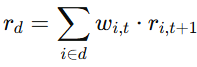 r_d = \sum_{i \in d} w_{i,t} \cdot r_{i,t+1}